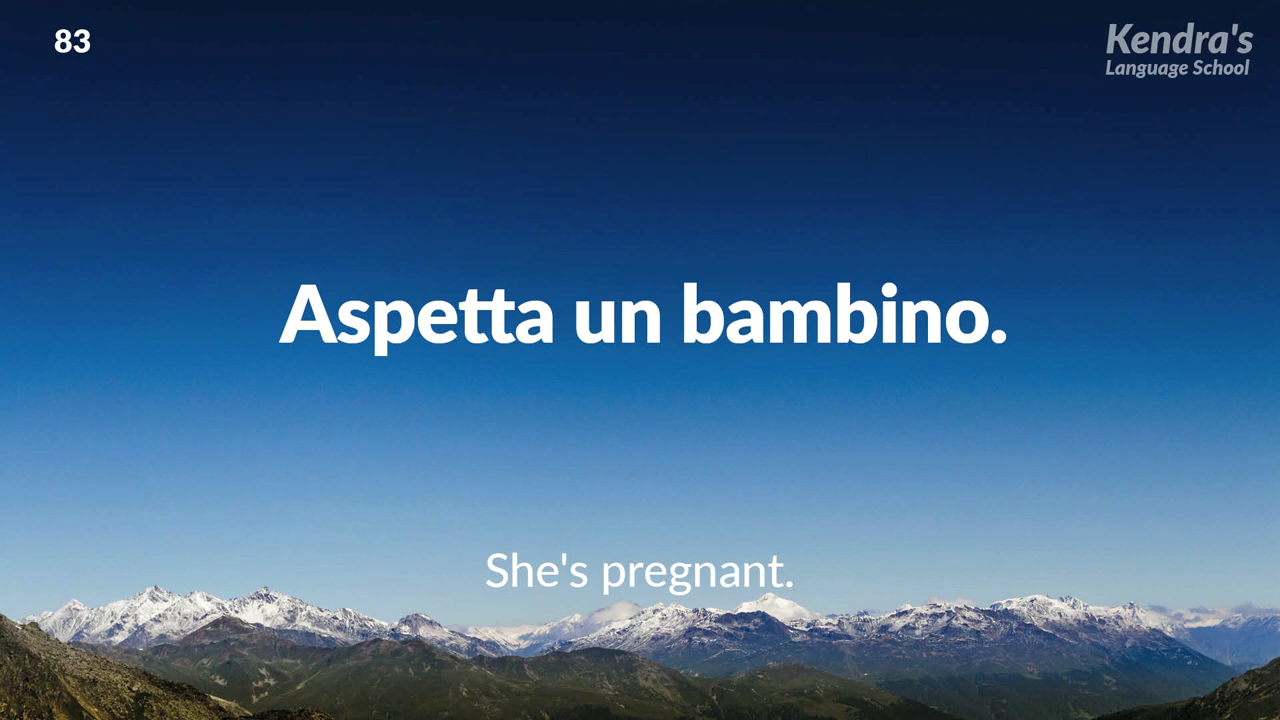 83
Kendra's
Language School
Aspetta un bambino.
She's pregnant.